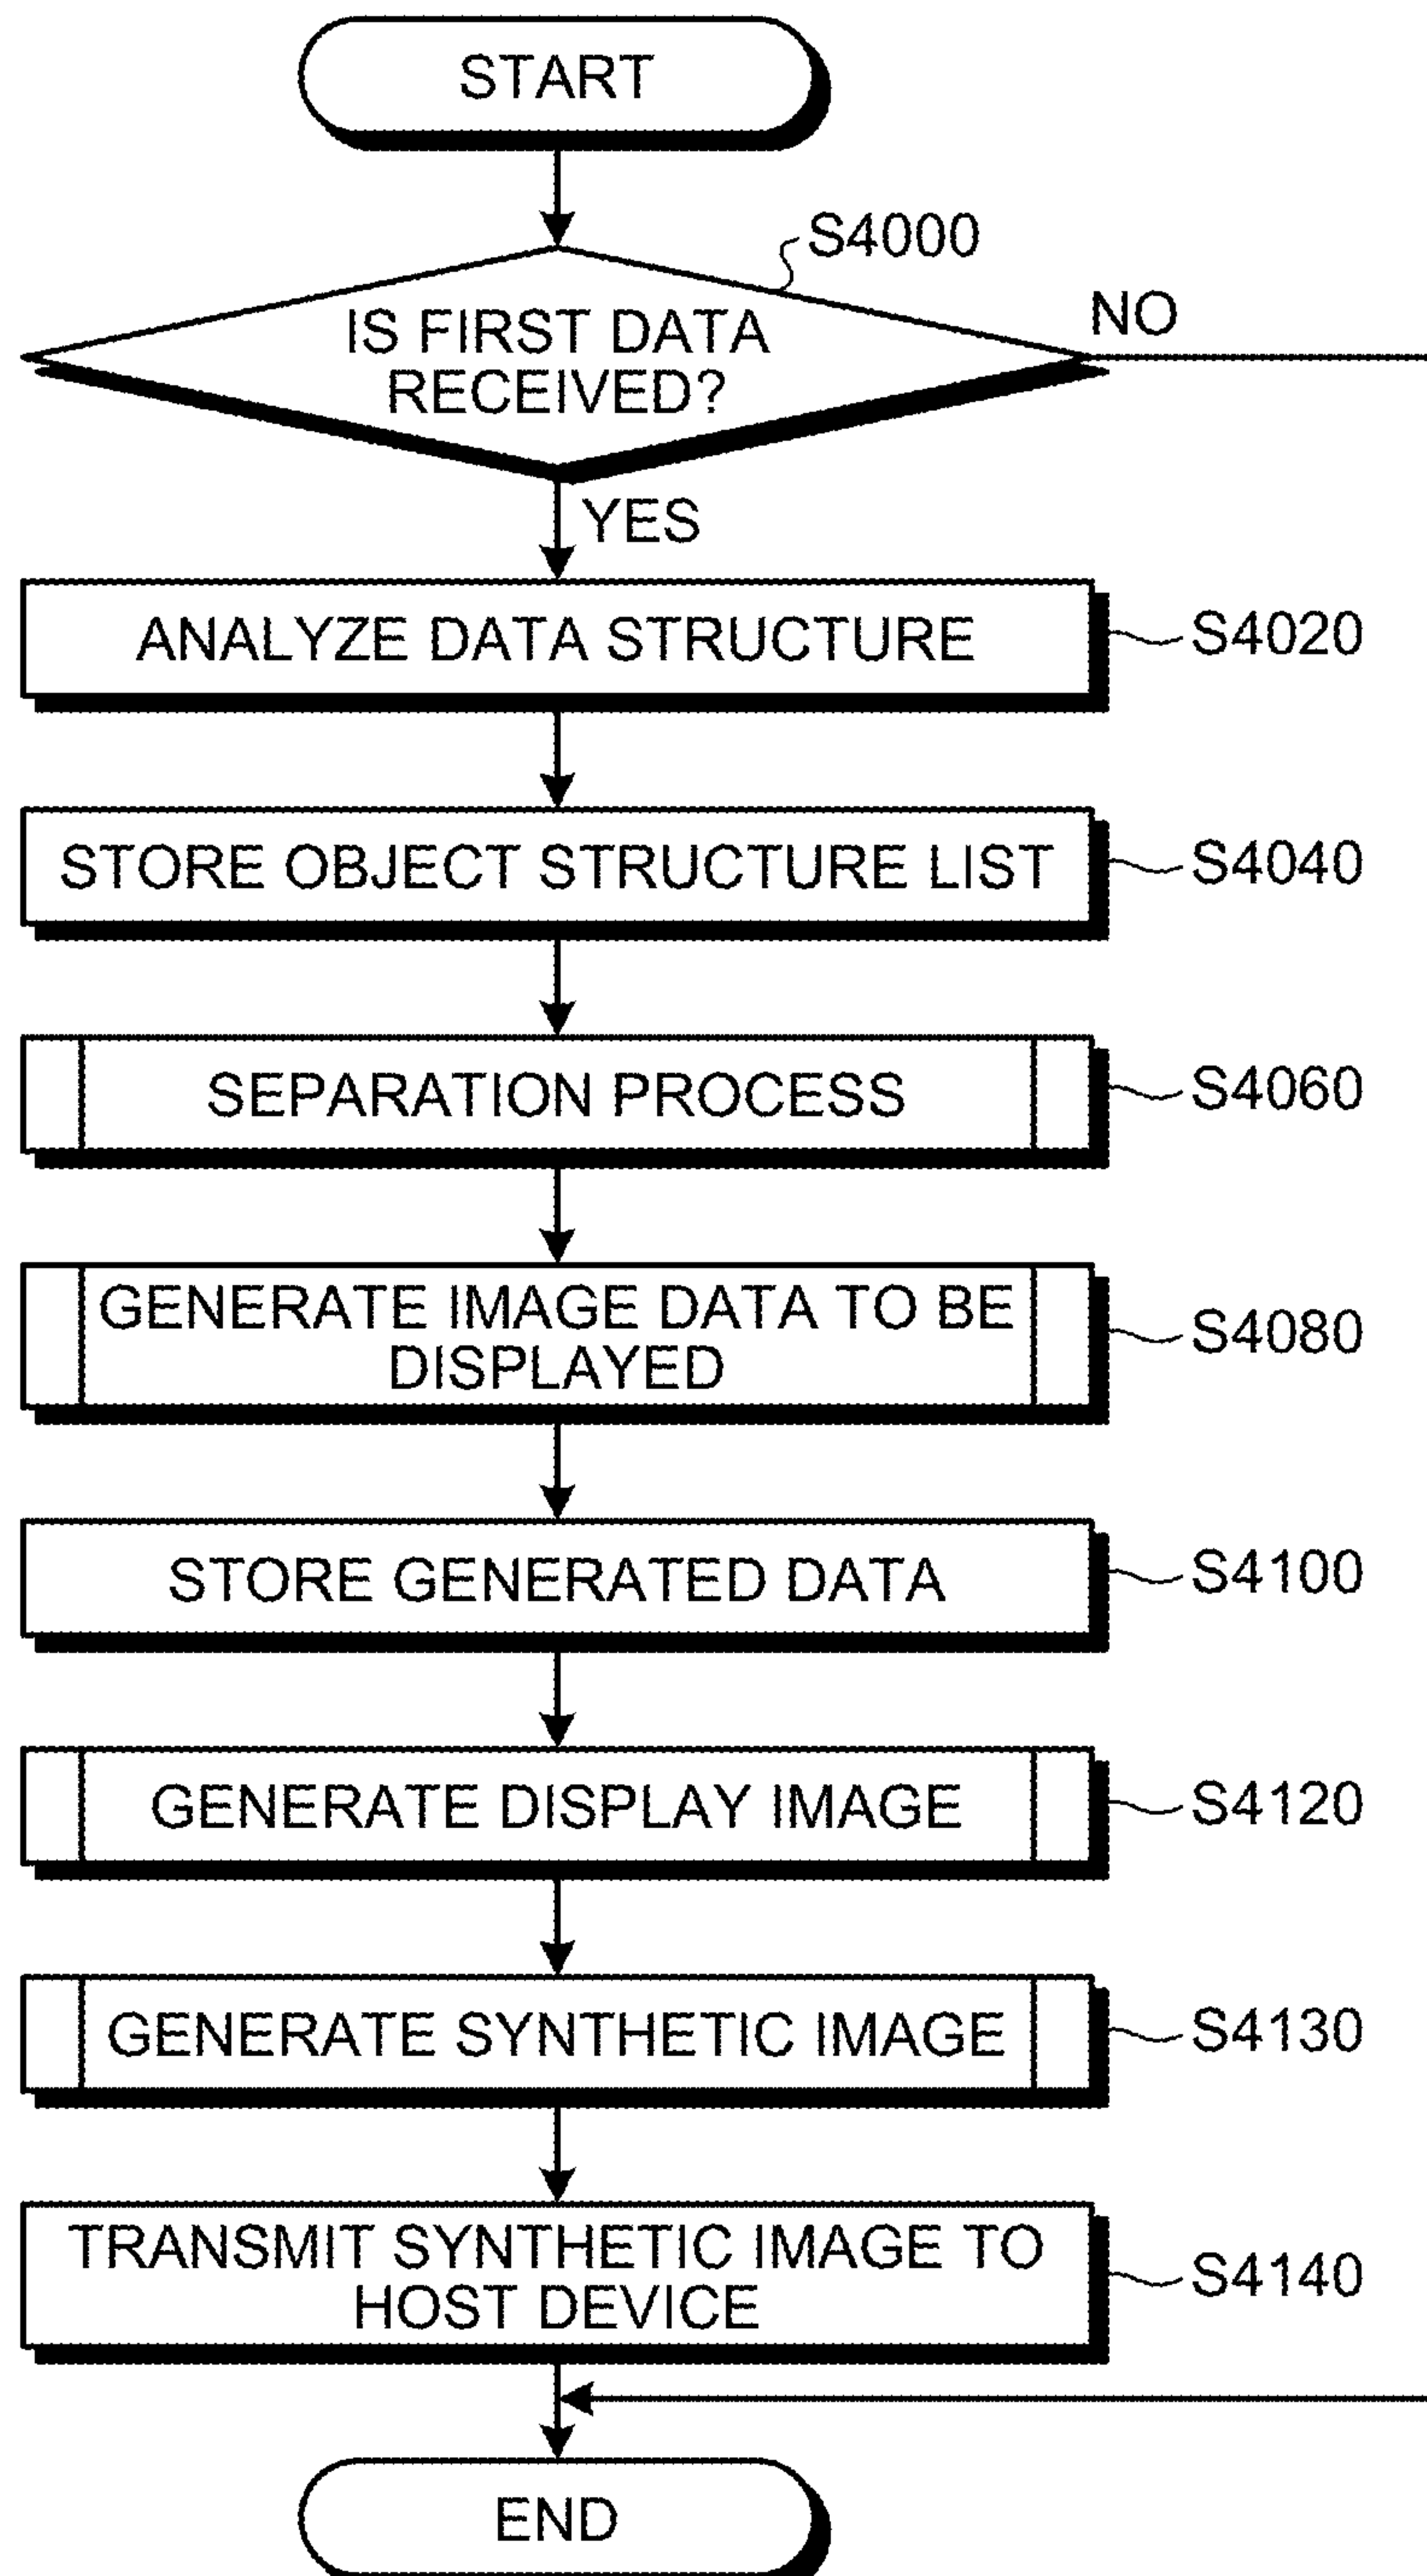 START
S4000
IS FIRST DATA
RECEIVED?
NO
YES
ANALYZE DATA STRUCTURE
S4020
STORE OBJECT STRUCTURE LIST
S4040
SEPARATION PROCESS
S4060
GENERATE IMAGE DATA TO BE
DISPLAYED
S4080
STORE GENERATED DATA
S4100
GENERATE DISPLAY IMAGE
S4120
GENERATE SYNTHETIC IMAGE
S4130
TRANSMIT SYNTHETIC IMAGE TO
HOST DEVICE
S4140
END